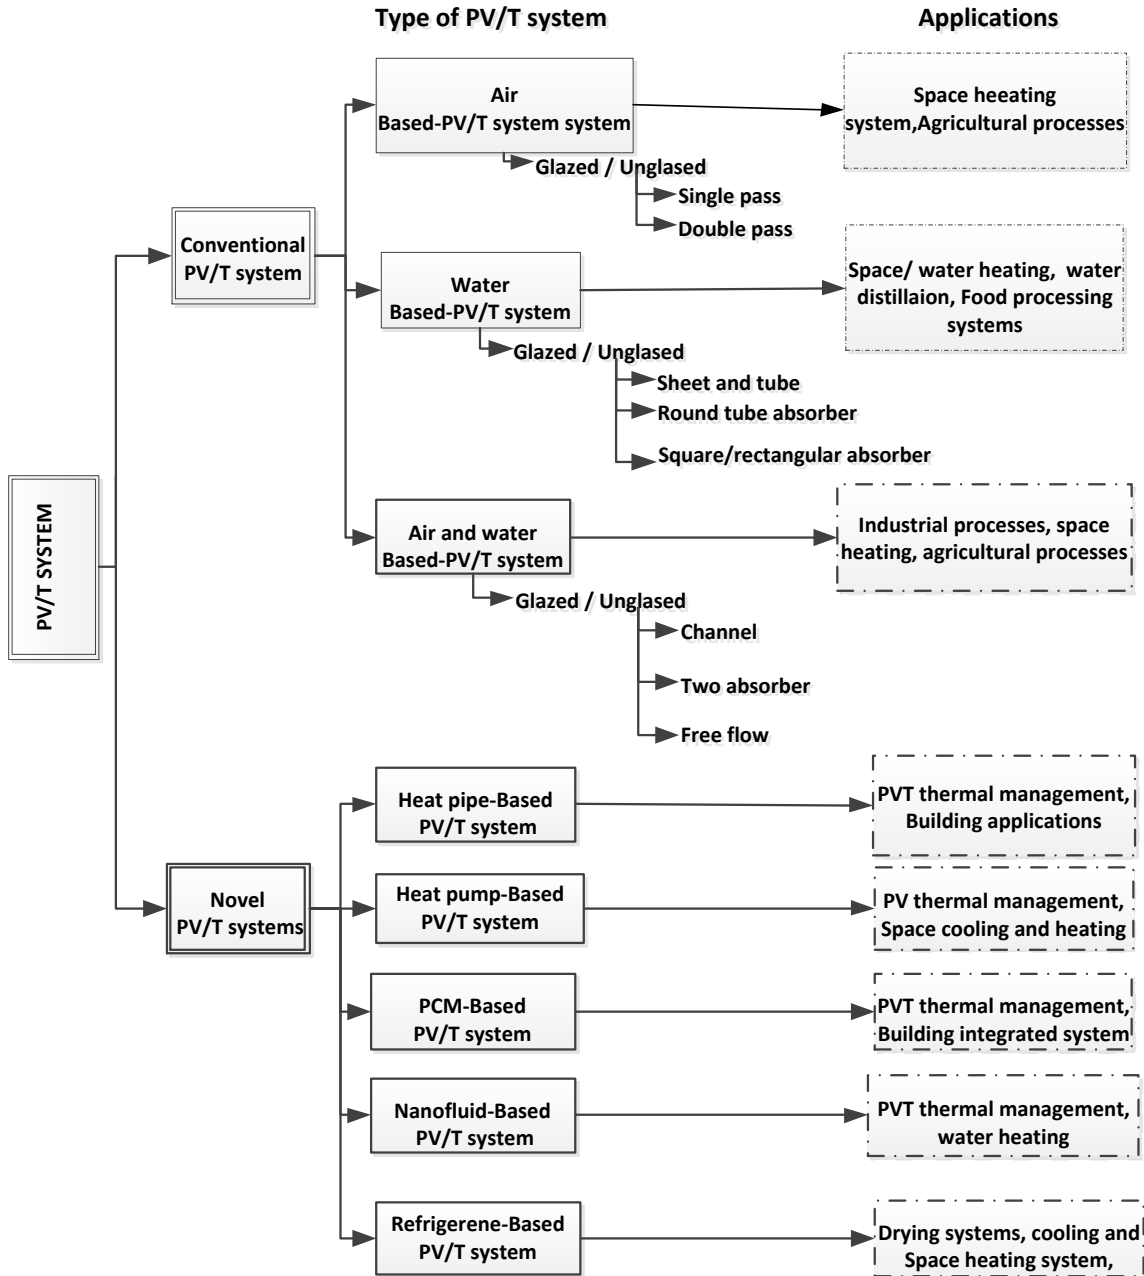 Type of PV/T system
Applications
Air
Based-PV/T system system
Space heeating
system,Agricultural processes
Glazed / Unglased
Single pass
Double pass
Conventional
PV/T system
Water
Based-PV/T system
Space/ water heating, water
distillaion, Food processing
systems
Glazed / Unglased
Sheet and tube
Round tube absorber
Square/rectangular absorber
PV/T SYSTEM
Air and water
Based-PV/T system
Industrial processes, space
heating, agricultural processes
Glazed / Unglased
Channel
Two absorber
Free flow
Heat pipe-Based
PV/T system
PVT thermal management,
Building applications
Novel
PV/T systems
Heat pump-Based
PV/T system
PV thermal management,
Space cooling and heating
PCM-Based
PV/T system
PVT thermal management,
Building integrated system
Nanofluid-Based
PV/T system
PVT thermal management,
water heating
Refrigerene-Based
PV/T system
Drying systems, cooling and
Space heating system,